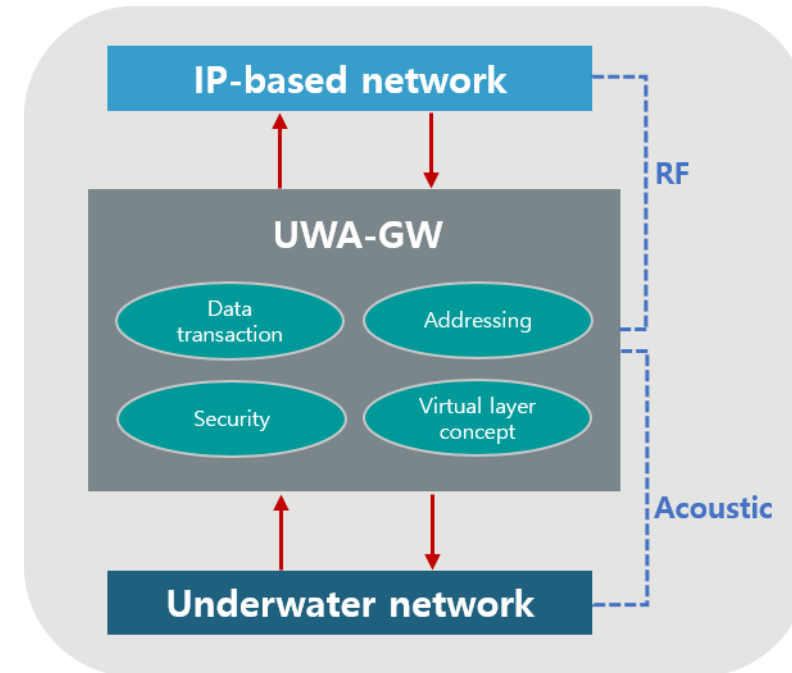 IP-based network
RF
UWA-GW
Data
transaction
Addressing
Security
Virtual layer
concept
Acoustic
Underwater network